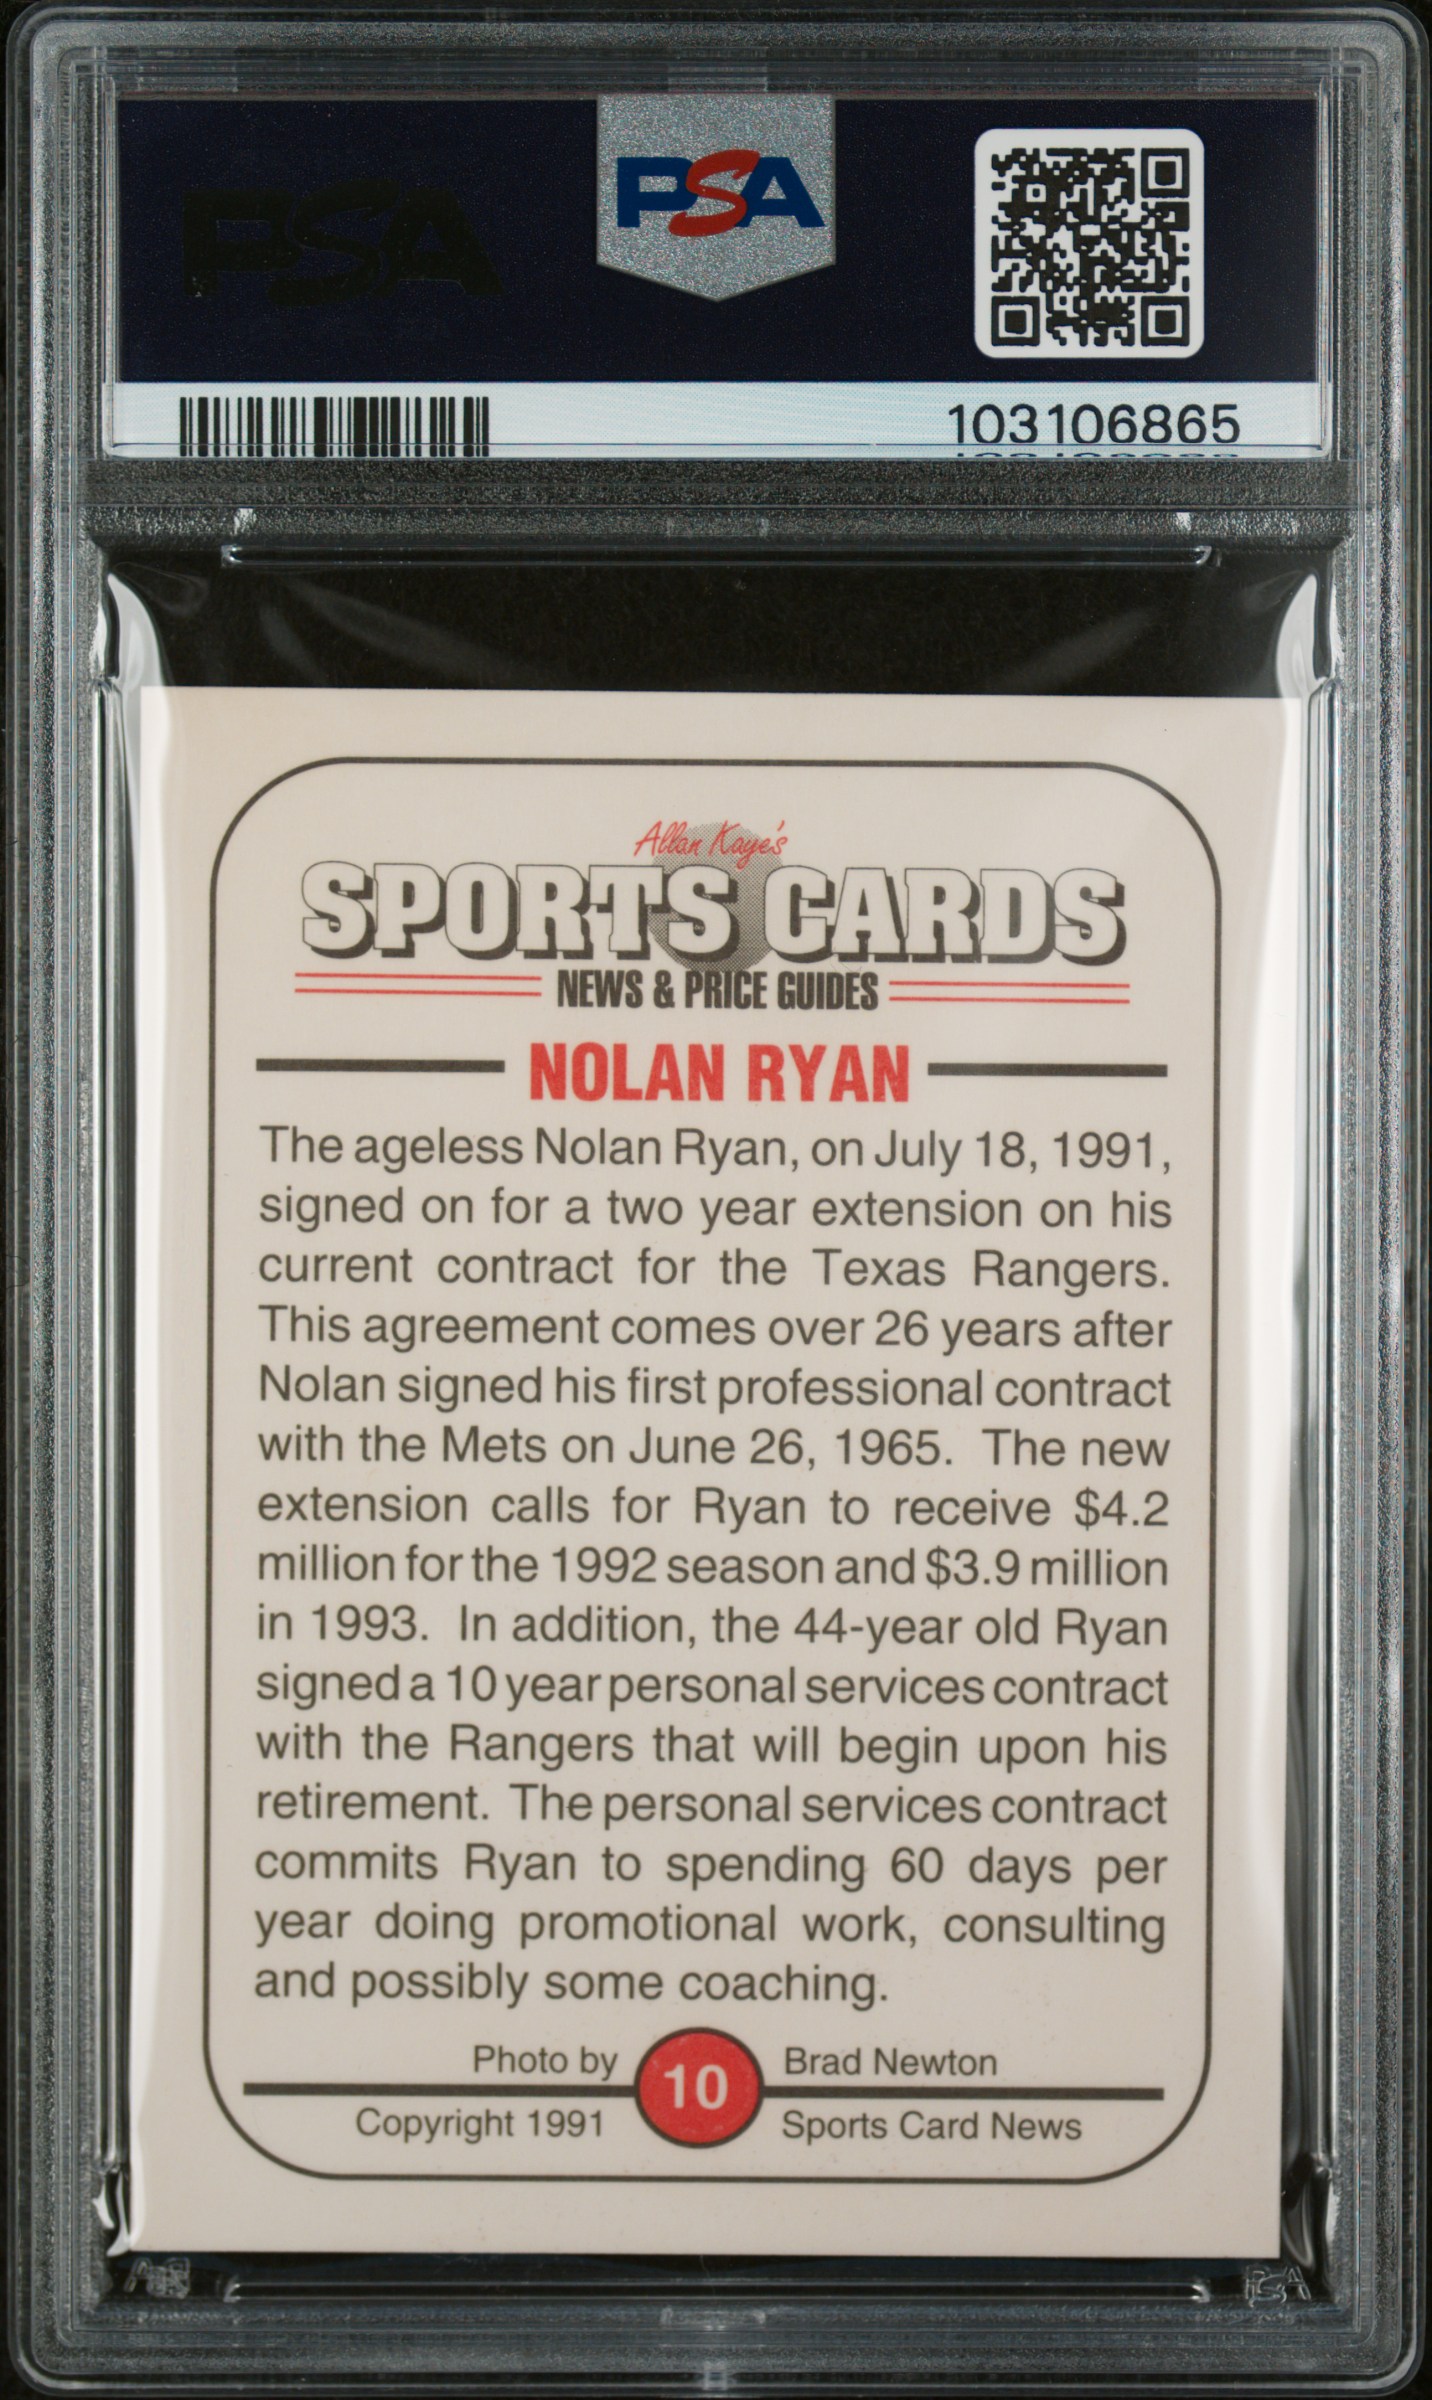 PSA
PSA
103106865
Allan Kaye's
SPORTS CARDS
NEWS & PRICE GUIDES
NOLAN RYAN
The ageless Nolan Ryan, on July 18, 1991,
signed on for a two year extension on his
current contract for the Texas Rangers.
This agreement comes over 26 years after
Nolan signed his first professional contract
with the Mets on June 26, 1965. The new
extension calls for Ryan to receive $4.2
million for the 1992 season and $3.9 million
in 1993. In addition, the 44-year old Ryan
signed a 10 year personal services contract
with the Rangers that will begin upon his
retirement. The personal services contract
commits Ryan to spending 60 days per
year doing promotional work, consulting
and possibly some coaching.
Photo by Brad Newton
10
Copyright 1991 Sports Card News
PSA